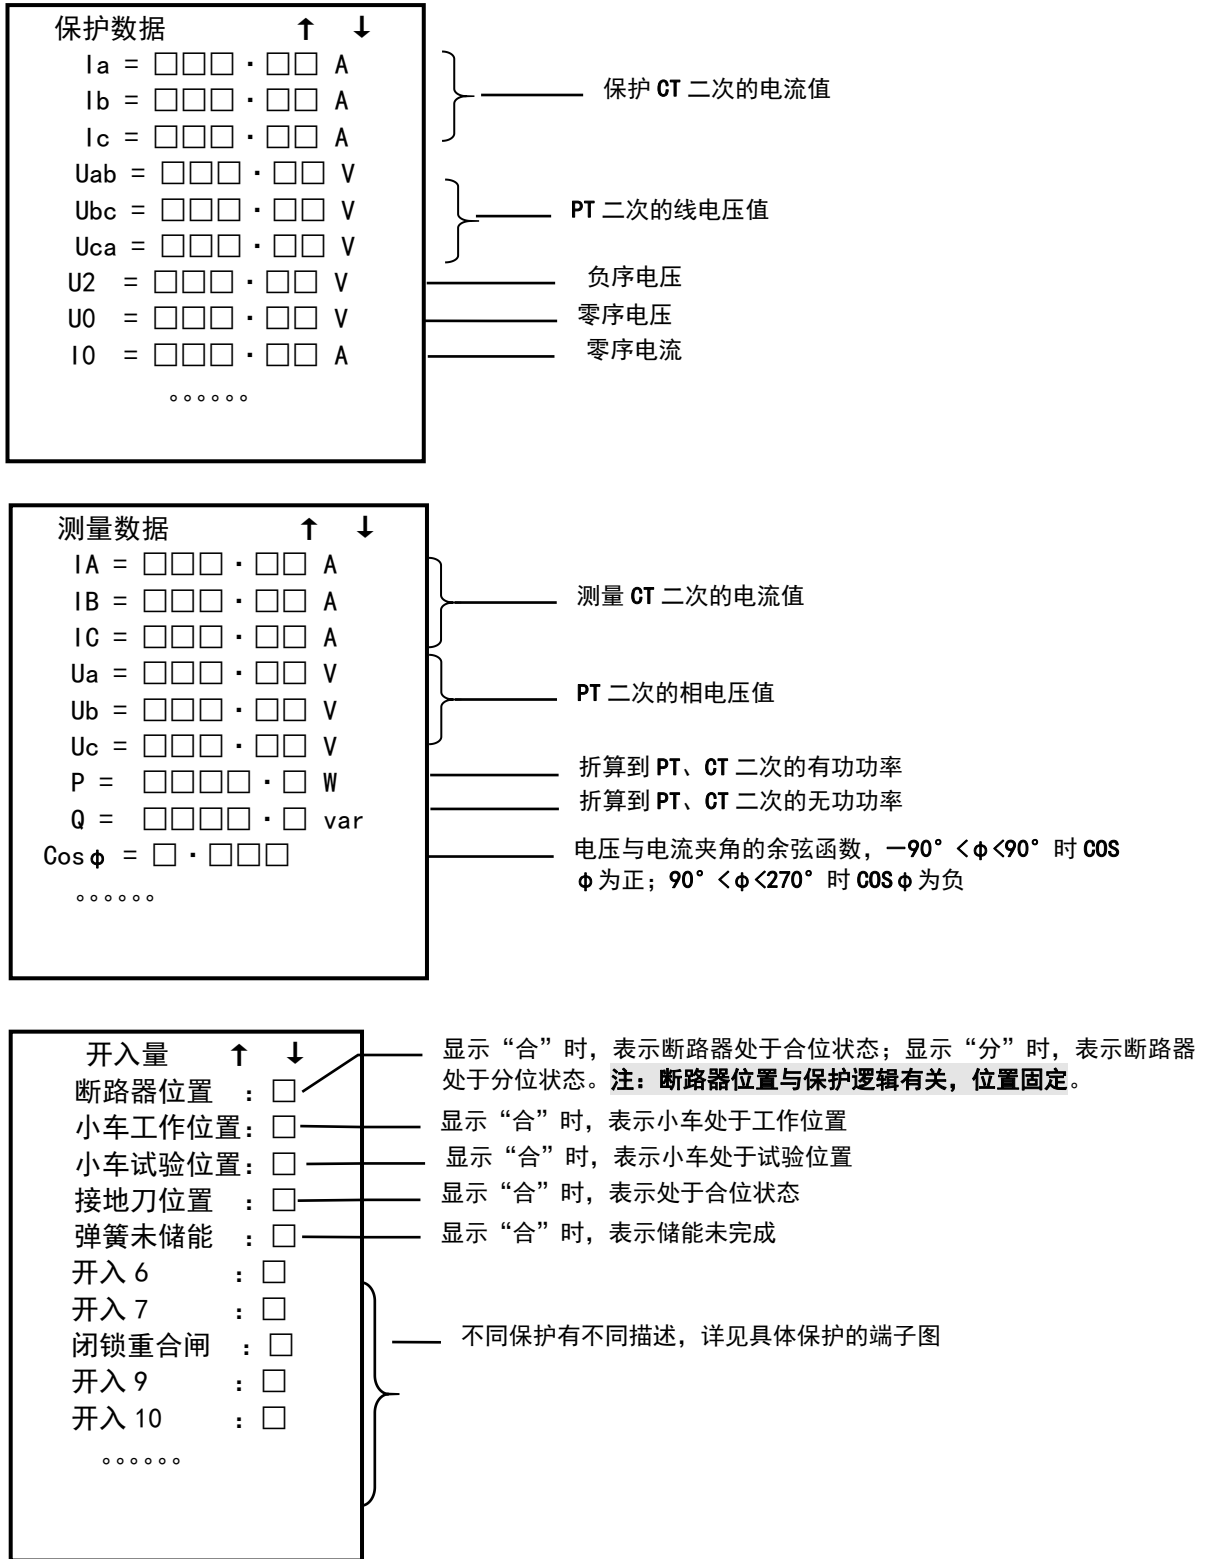 保护数据 ↑ ↓
Ia = □□□·□□ A
Ib = □□□·□□ A
Ic = □□□·□□ A
保护 CT 二次的电流值
Uab = □□□·□□ V
Ubc = □□□·□□ V
Uca = □□□·□□ V
PT 二次的线电压值
U2 = □□□·□□ V
负序电压
U0 = □□□·□□ V
零序电压
I0 = □□□·□□ A
零序电流
。。。。。。
测量数据 ↑ ↓
IA = □□□·□□ A
IB = □□□·□□ A
IC = □□□·□□ A
测量 CT 二次的电流值
Ua = □□□·□□ V
Ub = □□□·□□ V
Uc = □□□·□□ V
PT 二次的相电压值
P = □□□□·□ W
折算到 PT、CT 二次的有功功率
Q = □□□□·□ var
折算到 PT、CT 二次的无功功率
Cosφ = □·□□□
电压与电流夹角的余弦函数，—90°<φ<90°时 COS
φ为正；90°<φ<270°时 COSφ为负
。。。。。。
开入量 ↑ ↓
断路器位置 ：□
显示“合”时，表示断路器处于合位状态；显示“分”时，表示断路器
处于分位状态。注：断路器位置与保护逻辑有关，位置固定。
小车工作位置：□
显示“合”时，表示小车处于工作位置
小车试验位置：□
显示“合”时，表示小车处于试验位置
接地刀位置 ：□
显示“合”时，表示处于合位状态
弹簧未储能 ：□
显示“合”时，表示储能未完成
开入 6 ：□
开入 7 ：□
闭锁重合闸 ：□
开入 9 ：□
开入 10 ：□
不同保护有不同描述，详见具体保护的端子图
。。。。。。